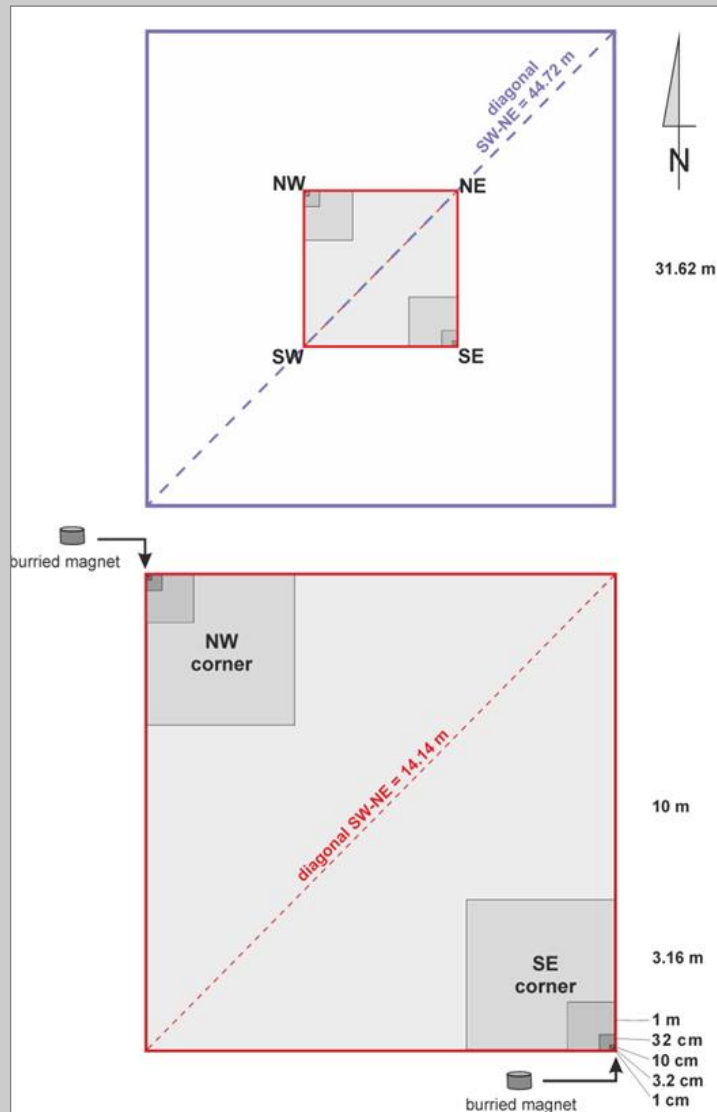 diagonal
SW-NE = 44.72 m
N
NW
NE
31.62 m
SW
SE
burried magnet
NW
corner
diagonal SW-NE = 14.14 m
10 m
SE
corner
3.16 m
1 m
32 cm
10 cm
3.2 cm
1 cm
burried magnet